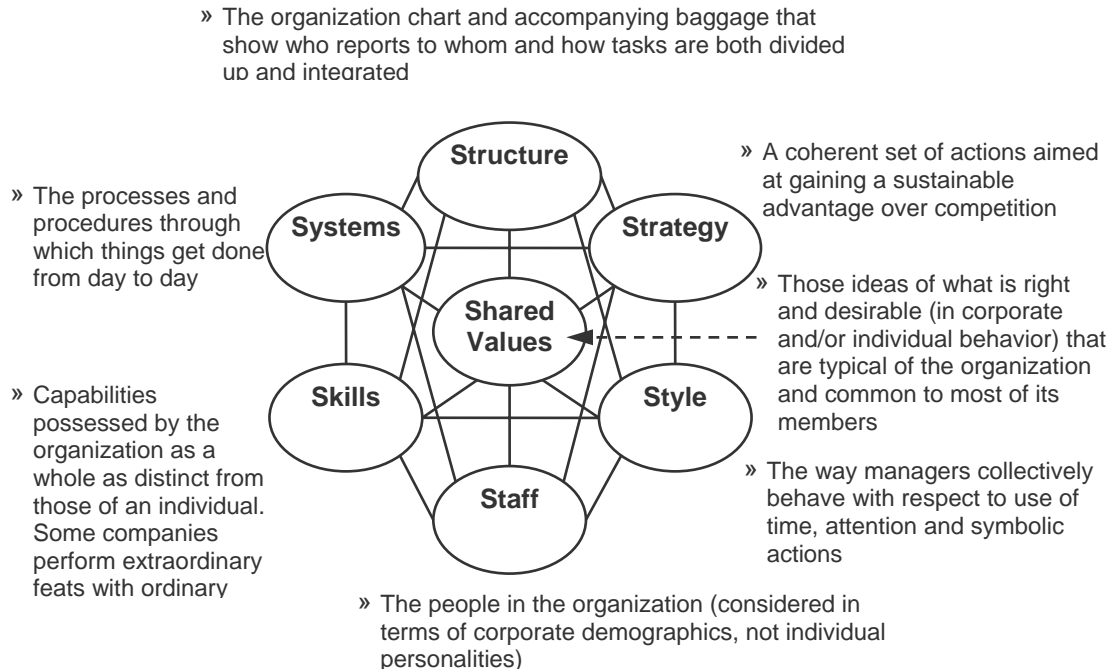 » The organization chart and accompanying baggage that
show who reports to whom and how tasks are both divided
up and integrated
Structure
» A coherent set of actions aimed
at gaining a sustainable
advantage over competition
» The processes and
procedures through
which things get done
from day to day
Systems
Strategy
» Those ideas of what is right
and desirable (in corporate
and/or individual behavior) that
are typical of the organization
and common to most of its
members
Shared
Values
» Capabilities
possessed by the
organization as a
whole as distinct from
those of an individual.
Some companies
perform extraordinary
feats with ordinary
Skills
Style
» The way managers collectively
behave with respect to use of
time, attention and symbolic
actions
Staff
» The people in the organization (considered in
terms of corporate demographics, not individual
personalities)